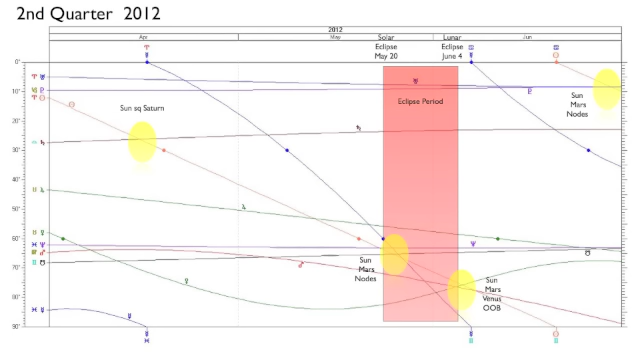 2nd Quarter 2012
2012
Apr
May
Jun
Solar
Eclipse
May 20
Lunar
Eclipse
June 4
0°
10°
20°
30°
40°
50°
60°
70°
80°
90°
Eclipse Period
Sun sq Saturn
Sun
Mars
Nodes
Sun
Mars
Nodes
Sun
Mars
Venus
OOB